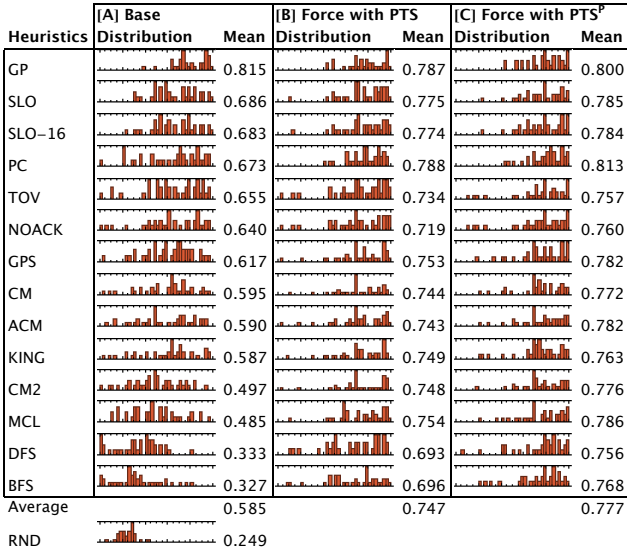 [A] Base [B] Force with PTS [C] Force with PTSᴾ
Heuristics Distribution Mean Distribution Mean Distribution Mean
GP 0.815 0.787 0.800
SLO 0.686 0.775 0.785
SLO−16 0.683 0.774 0.784
PC 0.673 0.788 0.813
TOV 0.655 0.734 0.757
NOACK 0.640 0.719 0.760
GPS 0.617 0.753 0.782
CM 0.595 0.744 0.772
ACM 0.590 0.743 0.782
KING 0.587 0.749 0.763
CM2 0.497 0.748 0.776
MCL 0.485 0.754 0.786
DFS 0.333 0.693 0.756
BFS 0.327 0.696 0.768
Average 0.585 0.747 0.777
RND 0.249